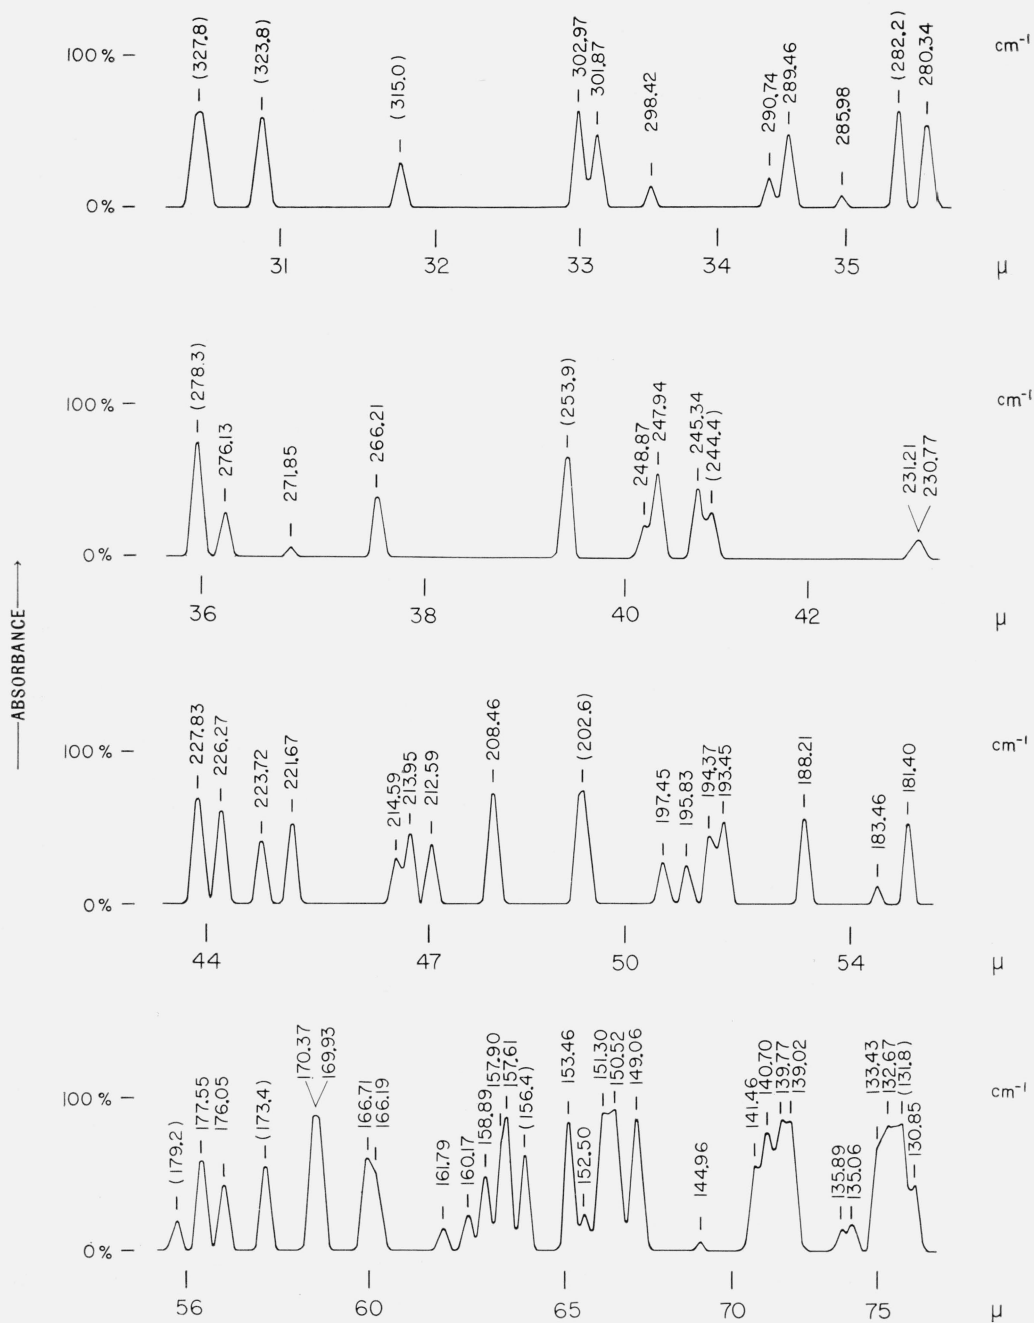 100% (327.8) (323.8) (315.0) 302.97 301.87 298.42 290.74 289.46 285.98 (282.2) 280.34 cm⁻¹
0%
31 32 33 34 35 μ
100% (278.3) 276.13 271.85 266.21 (253.9) 248.87 247.94 245.34 (244.4) 231.21 230.77 cm⁻¹
0%
36 38 40 42 μ
ABSORBANCE
100% 227.83 226.27 223.72 221.67 214.59 213.95 212.59 208.46 (202.6) 197.45 195.83 194.37 193.45 188.21 183.46 181.40 cm⁻¹
0%
44 47 50 54 μ
100% (179.2) 177.55 176.05 (173.4) 170.37 169.93 166.71 166.19 161.79 160.17 158.89 157.90 157.61 (156.4) 153.46 152.50 151.30 150.52 149.06 144.96 141.46 140.70 139.77 139.02 135.89 135.06 133.43 132.67 (131.8) 130.85 cm⁻¹
0%
56 60 65 70 75 μ